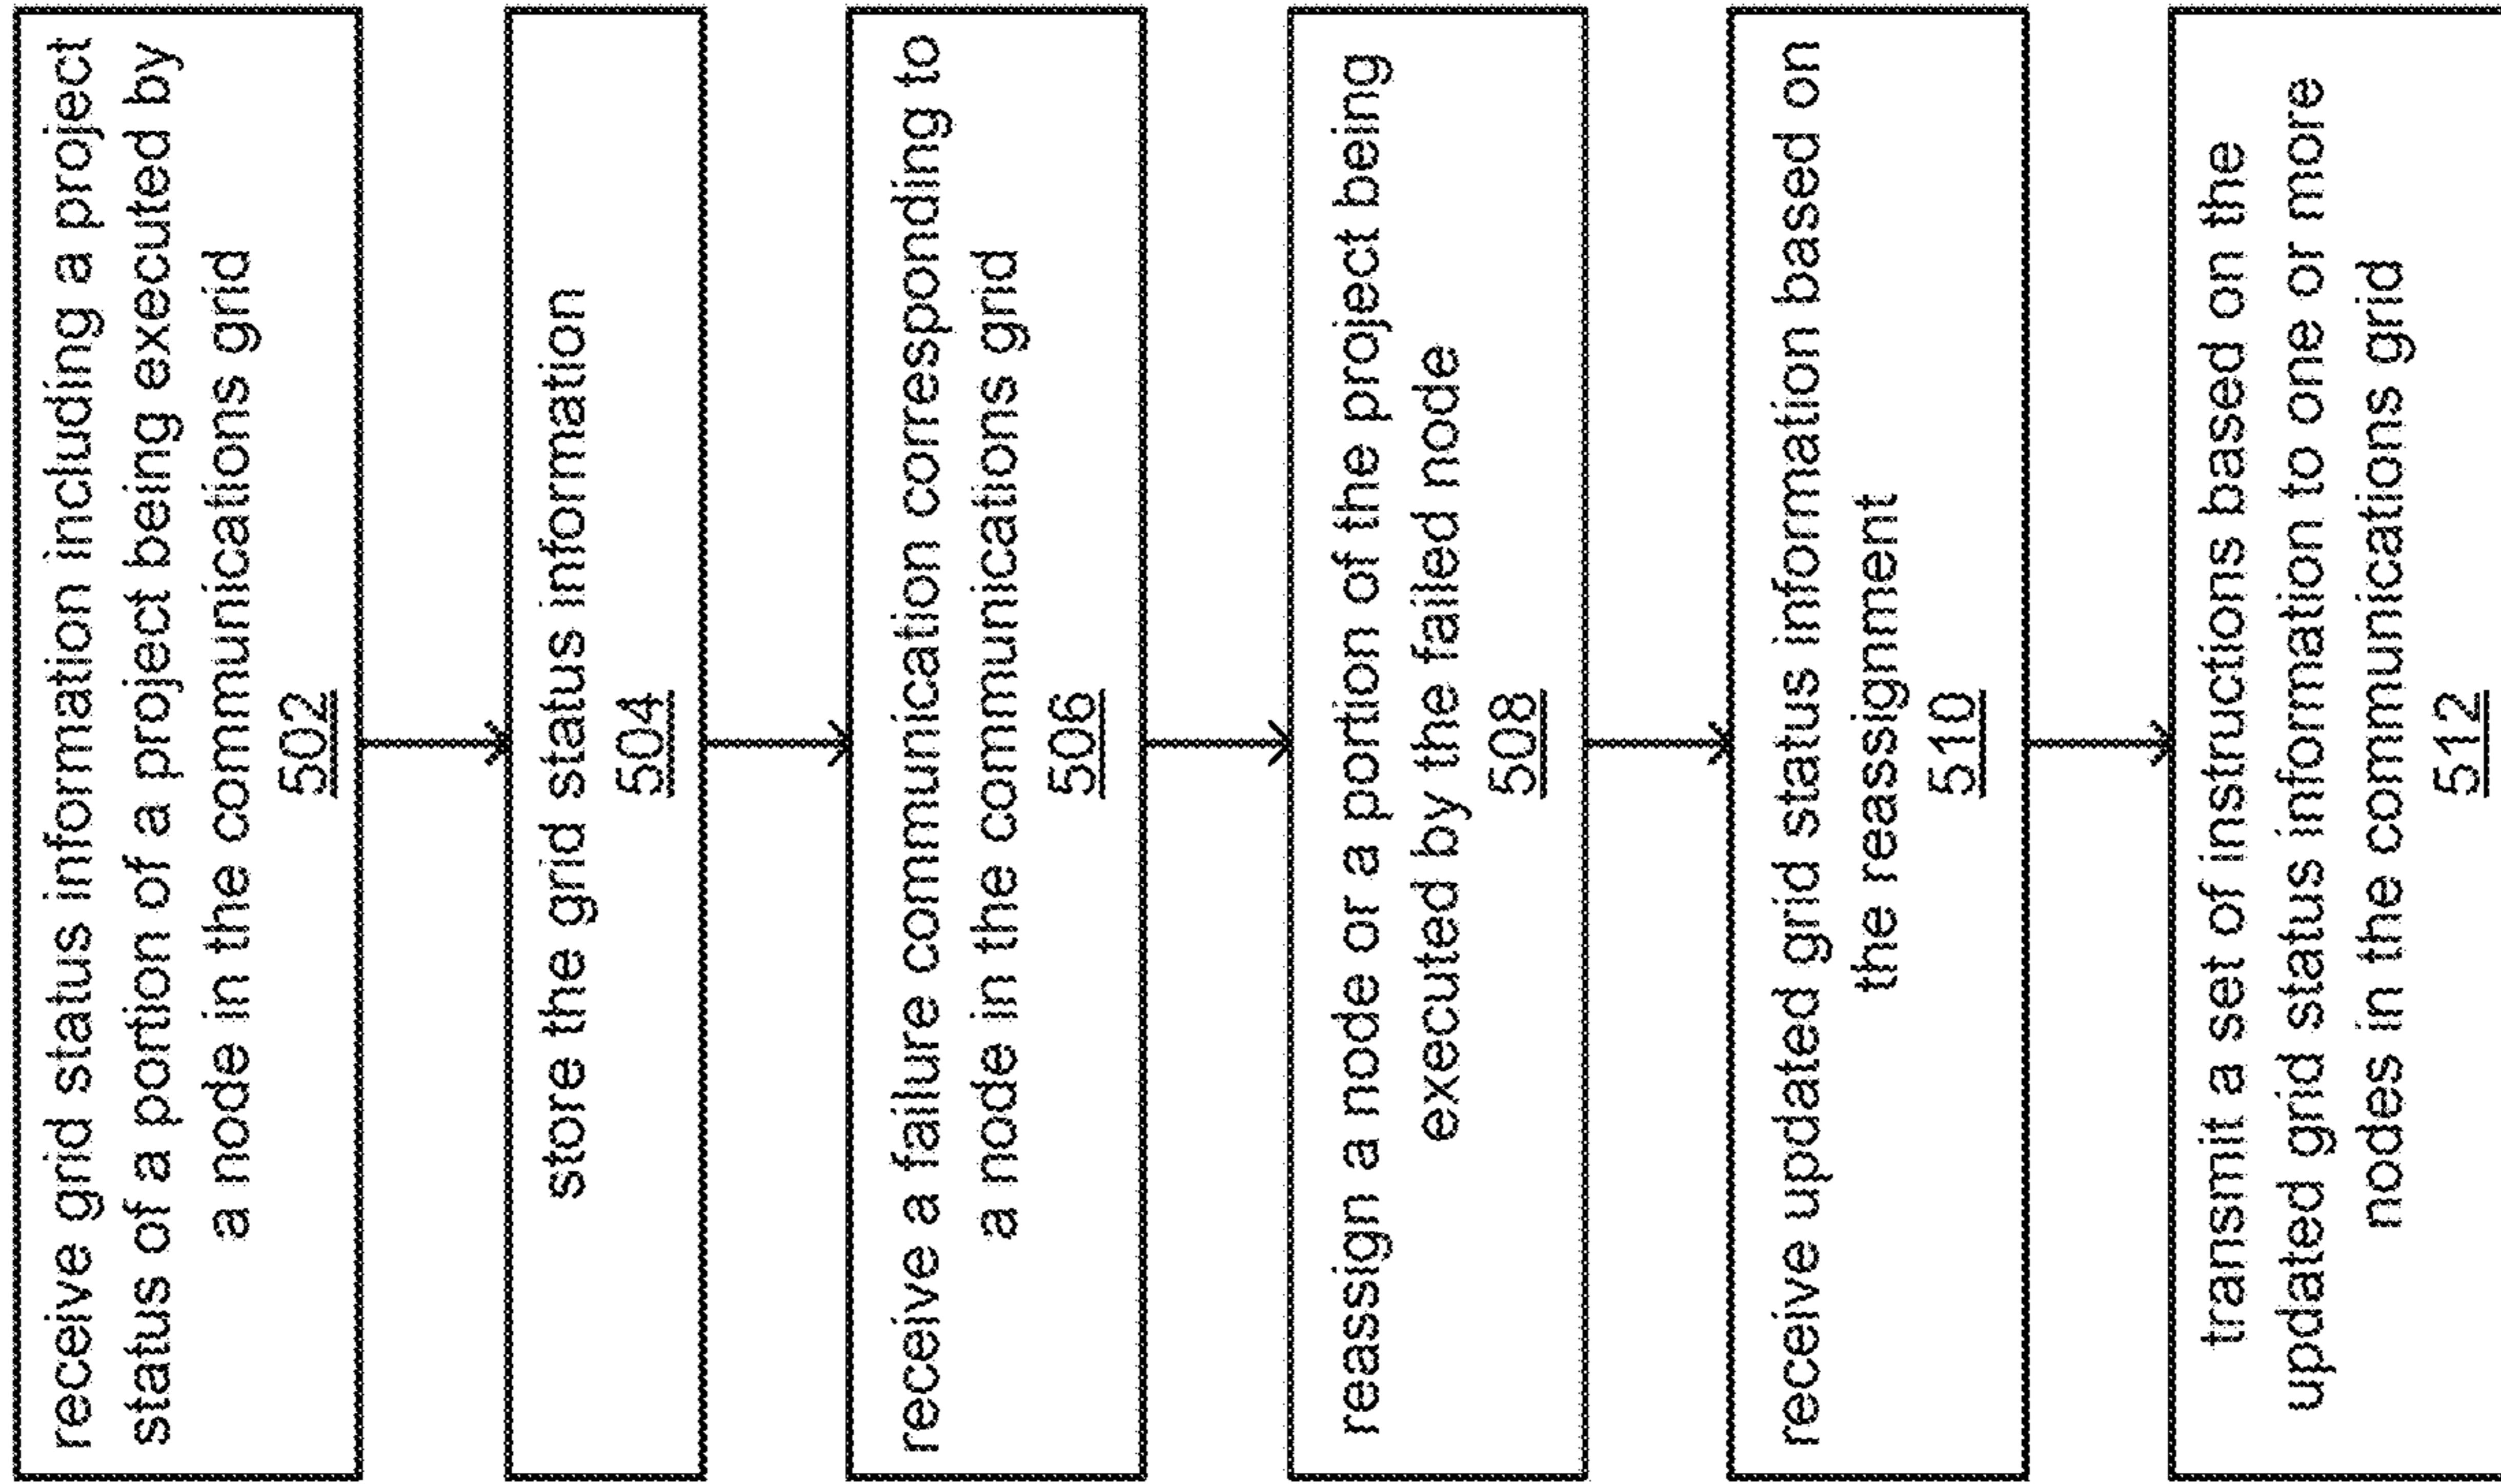 receive grid status information including a project
status of a portion of a project being executed by
a node in the communications grid
502
store the grid status information
504
receive a failure communication corresponding to
a node in the communications grid
506
reassign a node or a portion of the project being
executed by the failed node
508
receive updated grid status information based on
the reassignment
510
transmit a set of instructions based on the
updated grid status information to one or more
nodes in the communications grid
512